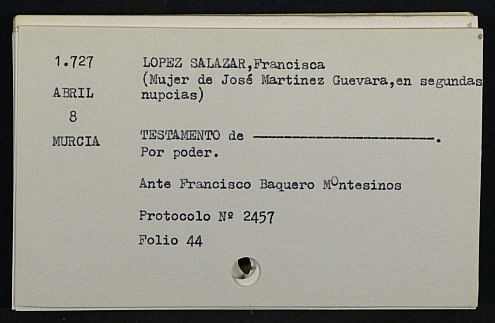 1.727 LOPEZ SALAZAR,Francisca
(Mujer de José Martinez Guevara,en segundas
ABRIL nupcias)
8
MURCIA TESTAMENTO de ------------------------.
Por poder.
Ante Francisco Baquero MOntesinos
Protocolo Nº 2457
Folio 44